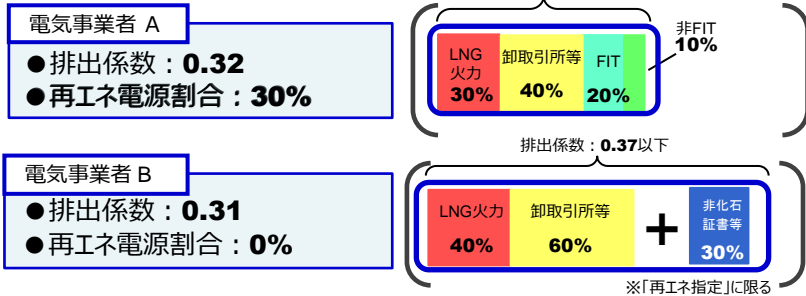 電気事業者 A
●排出係数：0.32
●再エネ電源割合：30%
LNG
火力
30%
卸取引所等
40%
FIT
20%
非FIT
10%
電気事業者 B
●排出係数：0.31
●再エネ電源割合：0%
排出係数：0.37以下
LNG火力
40%
卸取引所等
60%
+
非化石
証書等
30%
※「再エネ指定」に限る